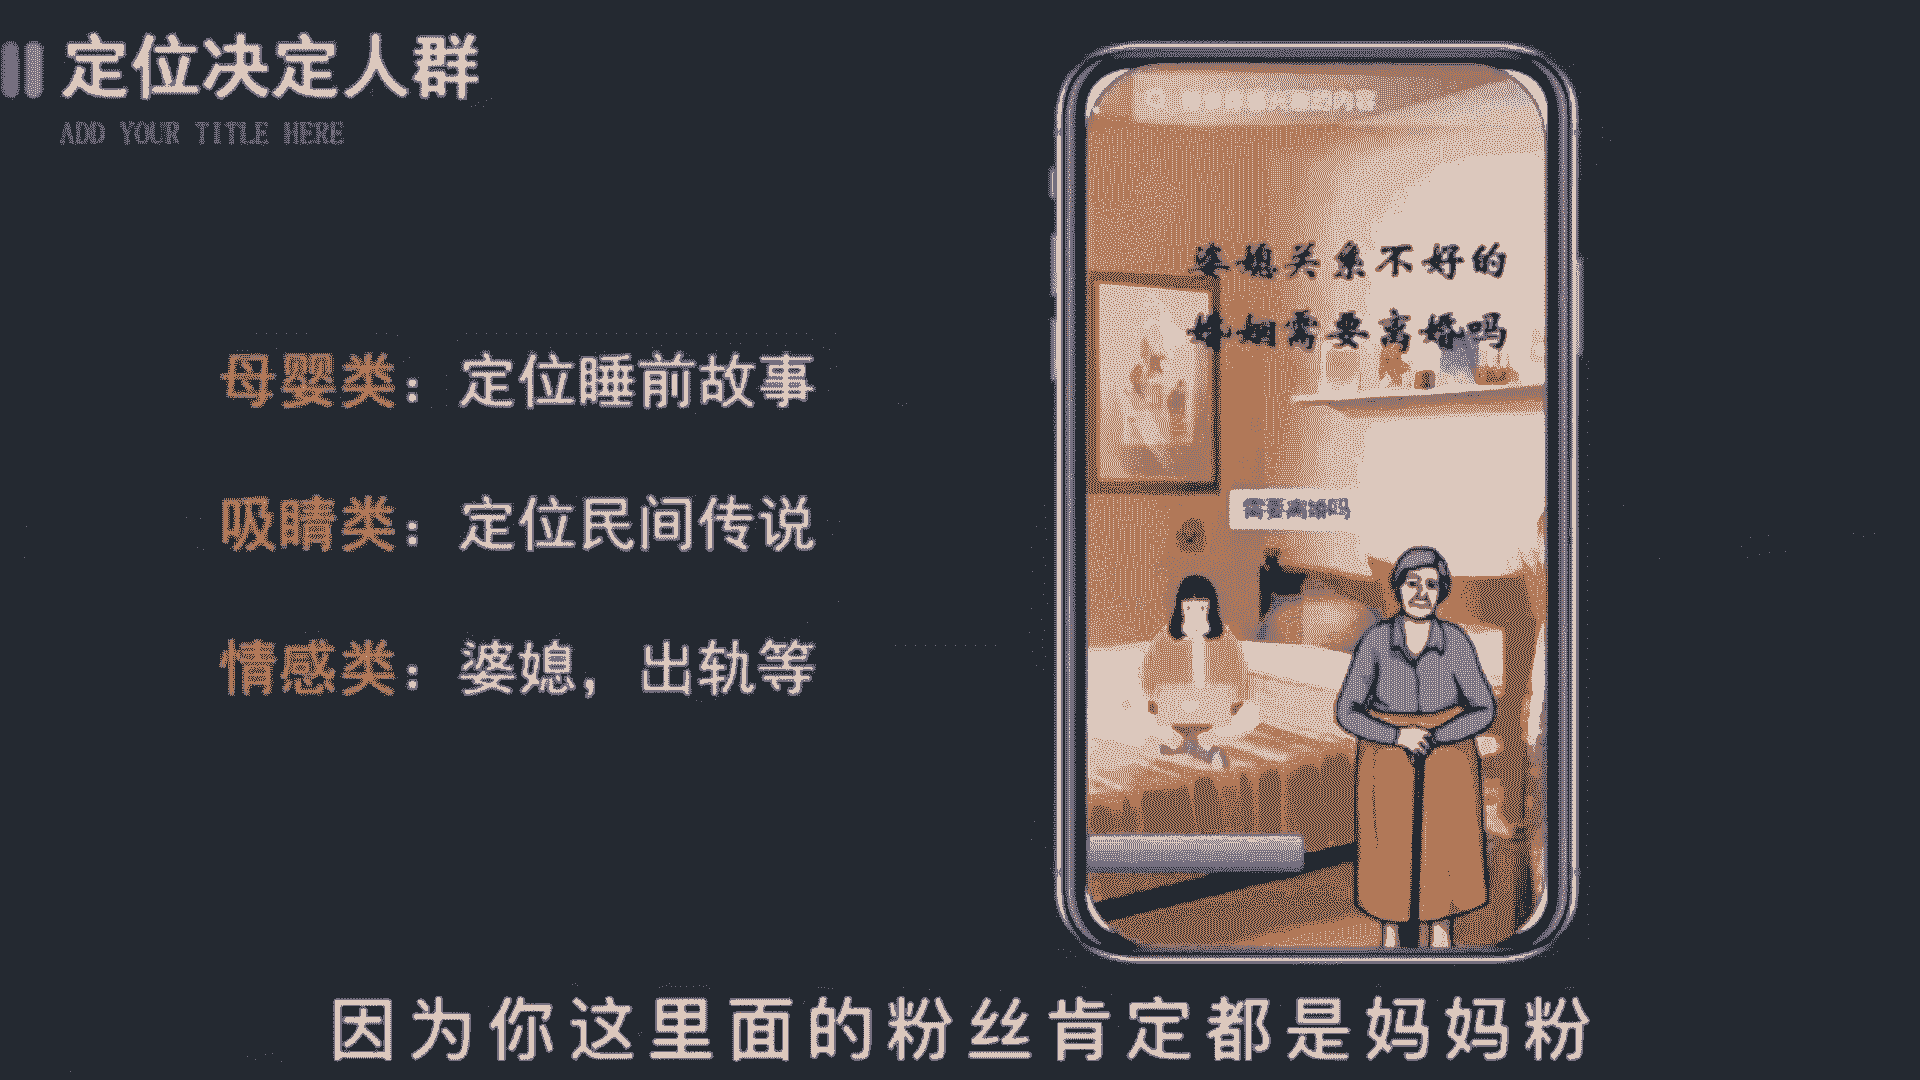 定位决定人群
ADD YOUR TITLE HERE
母婴类：定位睡前故事
吸睛类：定位民间传说
情感类：婆媳，出轨等
婆媳关系不好的
婚姻需要离婚吗
需要离婚吗
因为你这里面的粉丝肯定都是妈妈粉